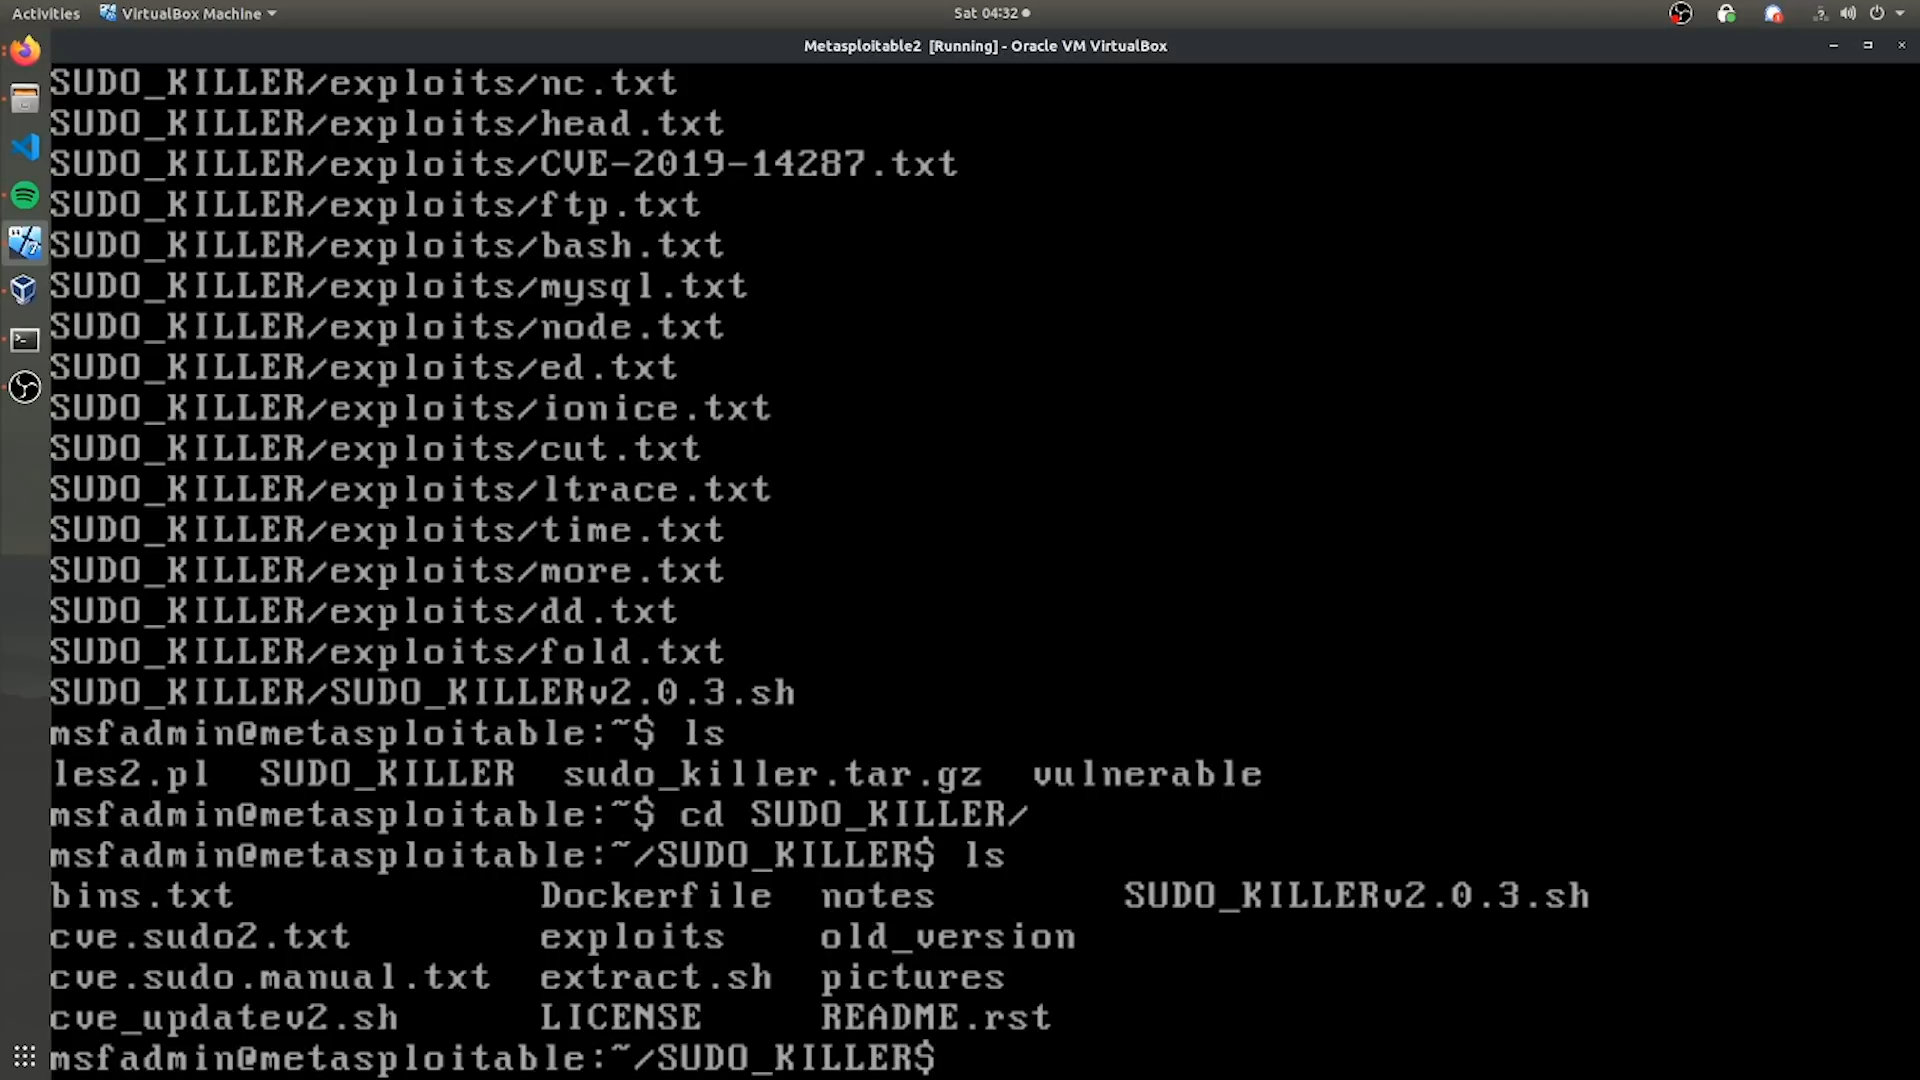 Activities VirtualBox Machine Sat 04:32
Metasploitable2 [Running] - Oracle VM VirtualBox
SUDO_KILLER/exploits/nc.txt
SUDO_KILLER/exploits/head.txt
SUDO_KILLER/exploits/CVE-2019-14287.txt
SUDO_KILLER/exploits/ftp.txt
SUDO_KILLER/exploits/bash.txt
SUDO_KILLER/exploits/mysql.txt
SUDO_KILLER/exploits/node.txt
SUDO_KILLER/exploits/ed.txt
SUDO_KILLER/exploits/ionice.txt
SUDO_KILLER/exploits/cut.txt
SUDO_KILLER/exploits/ltrace.txt
SUDO_KILLER/exploits/time.txt
SUDO_KILLER/exploits/more.txt
SUDO_KILLER/exploits/dd.txt
SUDO_KILLER/exploits/fold.txt
SUDO_KILLER/SUDO_KILLERv2.0.3.sh
msfadmin@metasploitable:~$ ls
les2.pl SUDO_KILLER sudo_killer.tar.gz vulnerable
msfadmin@metasploitable:~$ cd SUDO_KILLER/
msfadmin@metasploitable:~/SUDO_KILLER$ ls
bins.txt Dockerfile notes SUDO_KILLERv2.0.3.sh
cve.sudo2.txt exploits old_version
cve.sudo.manual.txt extract.sh pictures
cve_updatev2.sh LICENSE README.rst
msfadmin@metasploitable:~/SUDO_KILLER$